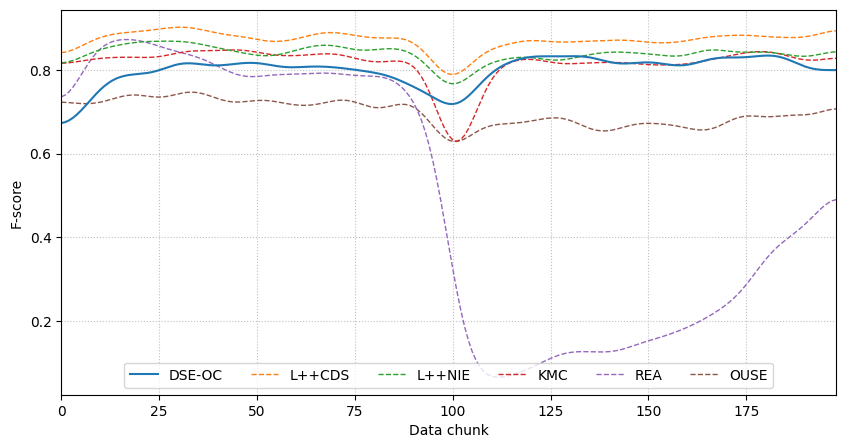 F-score
0.8
0.6
0.4
0.2
DSE-OC L++CDS L++NIE KMC REA OUSE
0 25 50 75 100 125 150 175
Data chunk